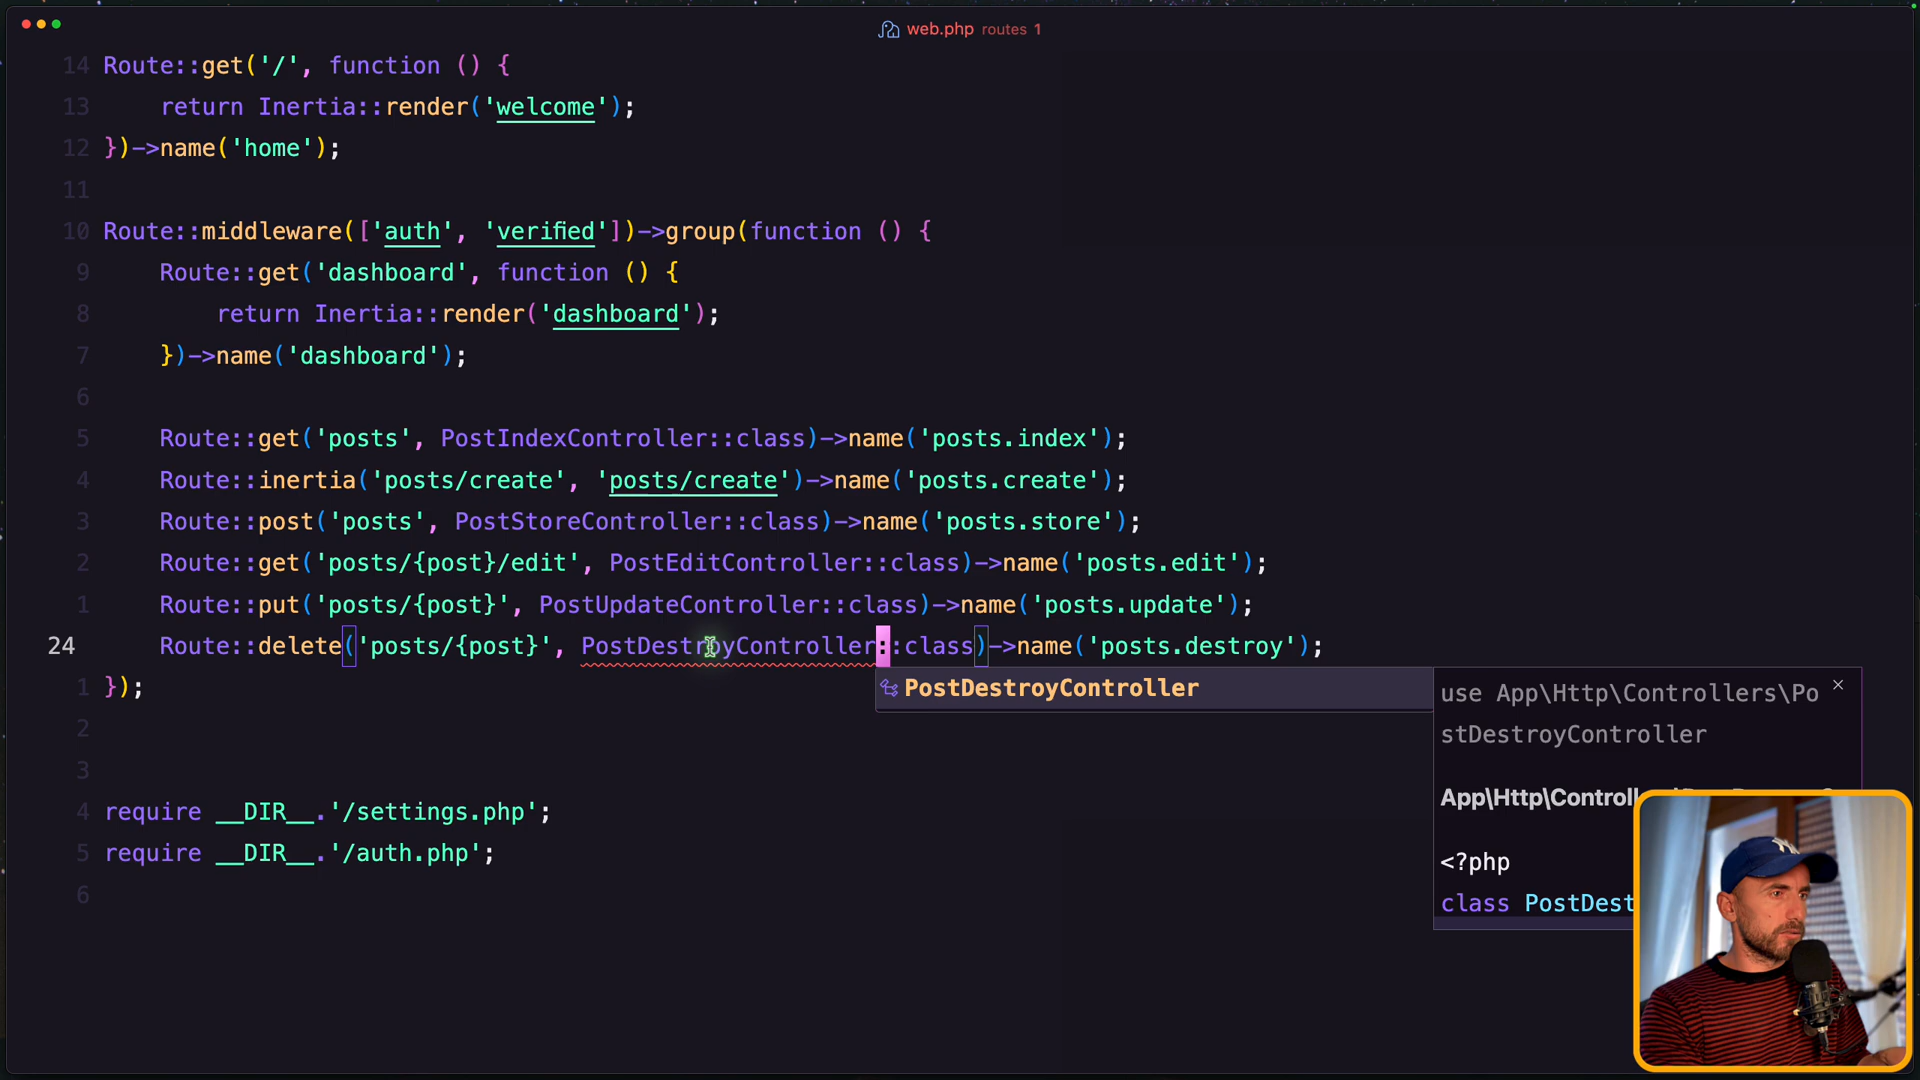 web.php routes 1
14 Route::get('/', function () {
13 return Inertia::render('welcome');
12 })->name('home');
11
10 Route::middleware(['auth', 'verified'])->group(function () {
9 Route::get('dashboard', function () {
8 return Inertia::render('dashboard');
7 })->name('dashboard');
6
5 Route::get('posts', PostIndexController::class)->name('posts.index');
4 Route::inertia('posts/create', 'posts/create')->name('posts.create');
3 Route::post('posts', PostStoreController::class)->name('posts.store');
2 Route::get('posts/{post}/edit', PostEditController::class)->name('posts.edit');
1 Route::put('posts/{post}', PostUpdateController::class)->name('posts.update');
24 Route::delete('posts/{post}', PostDestroyController::class)->name('posts.destroy');
1 });
PostDestroyController
use App\Http\Controllers\Po
stDestroyController
App\Http\Controll
<?php
class PostDest
2
3
4 require __DIR__.'/settings.php';
5 require __DIR__.'/auth.php';
6